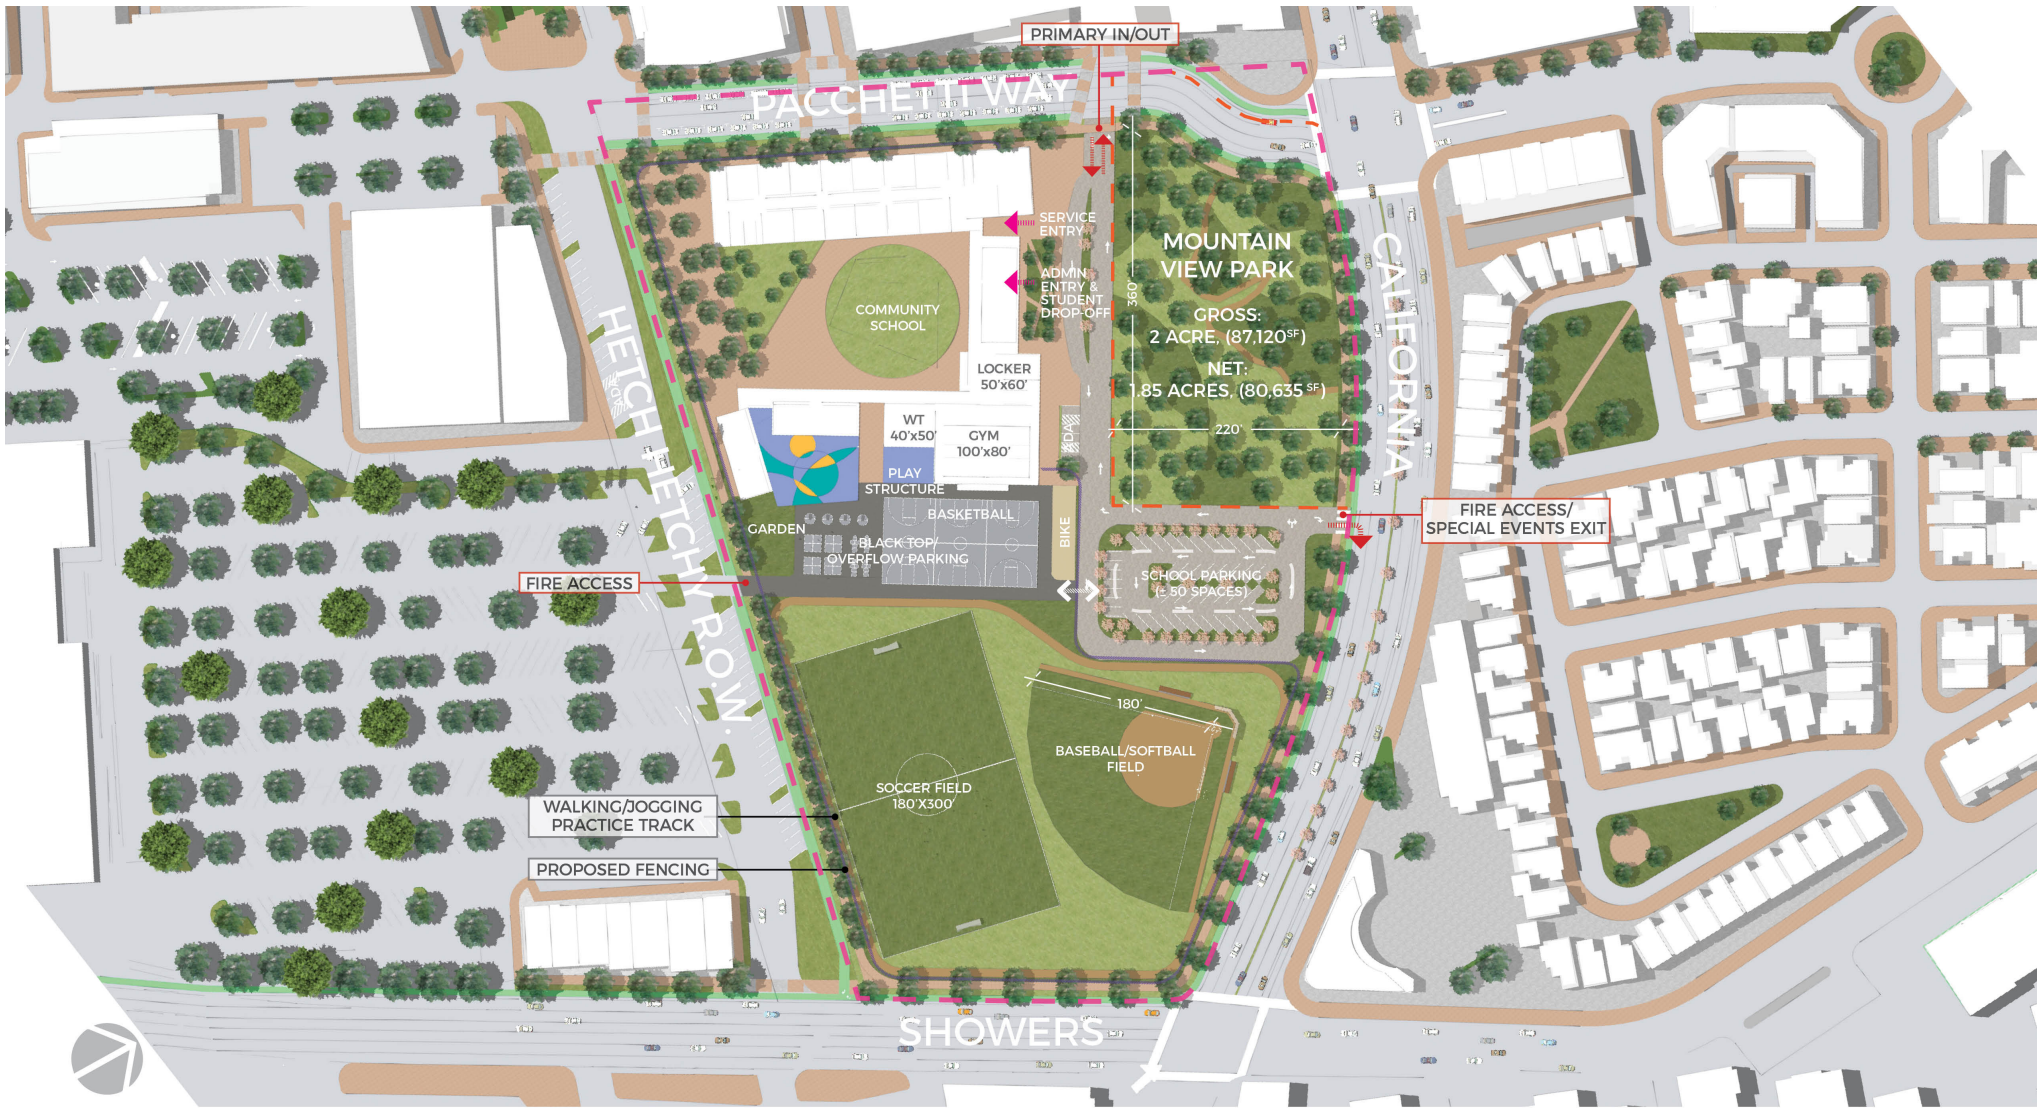 PRIMARY IN/OUT
PACCHETTI WAY
SERVICE
ENTRY
ADMIN
ENTRY &
STUDENT
DROP-OFF
360'
MOUNTAIN
VIEW PARK
GROSS:
2 ACRE, (87,120SF)
NET:
1.85 ACRES, (80,635 SF)
220'
CALIFORNIA
COMMUNITY
SCHOOL
LOCKER
50'x60'
WT
40'x50'
GYM
100'x80'
ADA
ADA
HETCH HETCHY R.O.W.
PLAY
STRUCTURE
BASKETBALL
GARDEN
BLACK TOP/
OVERFLOW PARKING
BIKE
FIRE ACCESS/
SPECIAL EVENTS EXIT
FIRE ACCESS
SCHOOL PARKING
(± 50 SPACES)
180'
BASEBALL/SOFTBALL
FIELD
SOCCER FIELD
180'X300'
WALKING/JOGGING
PRACTICE TRACK
PROPOSED FENCING
SHOWERS